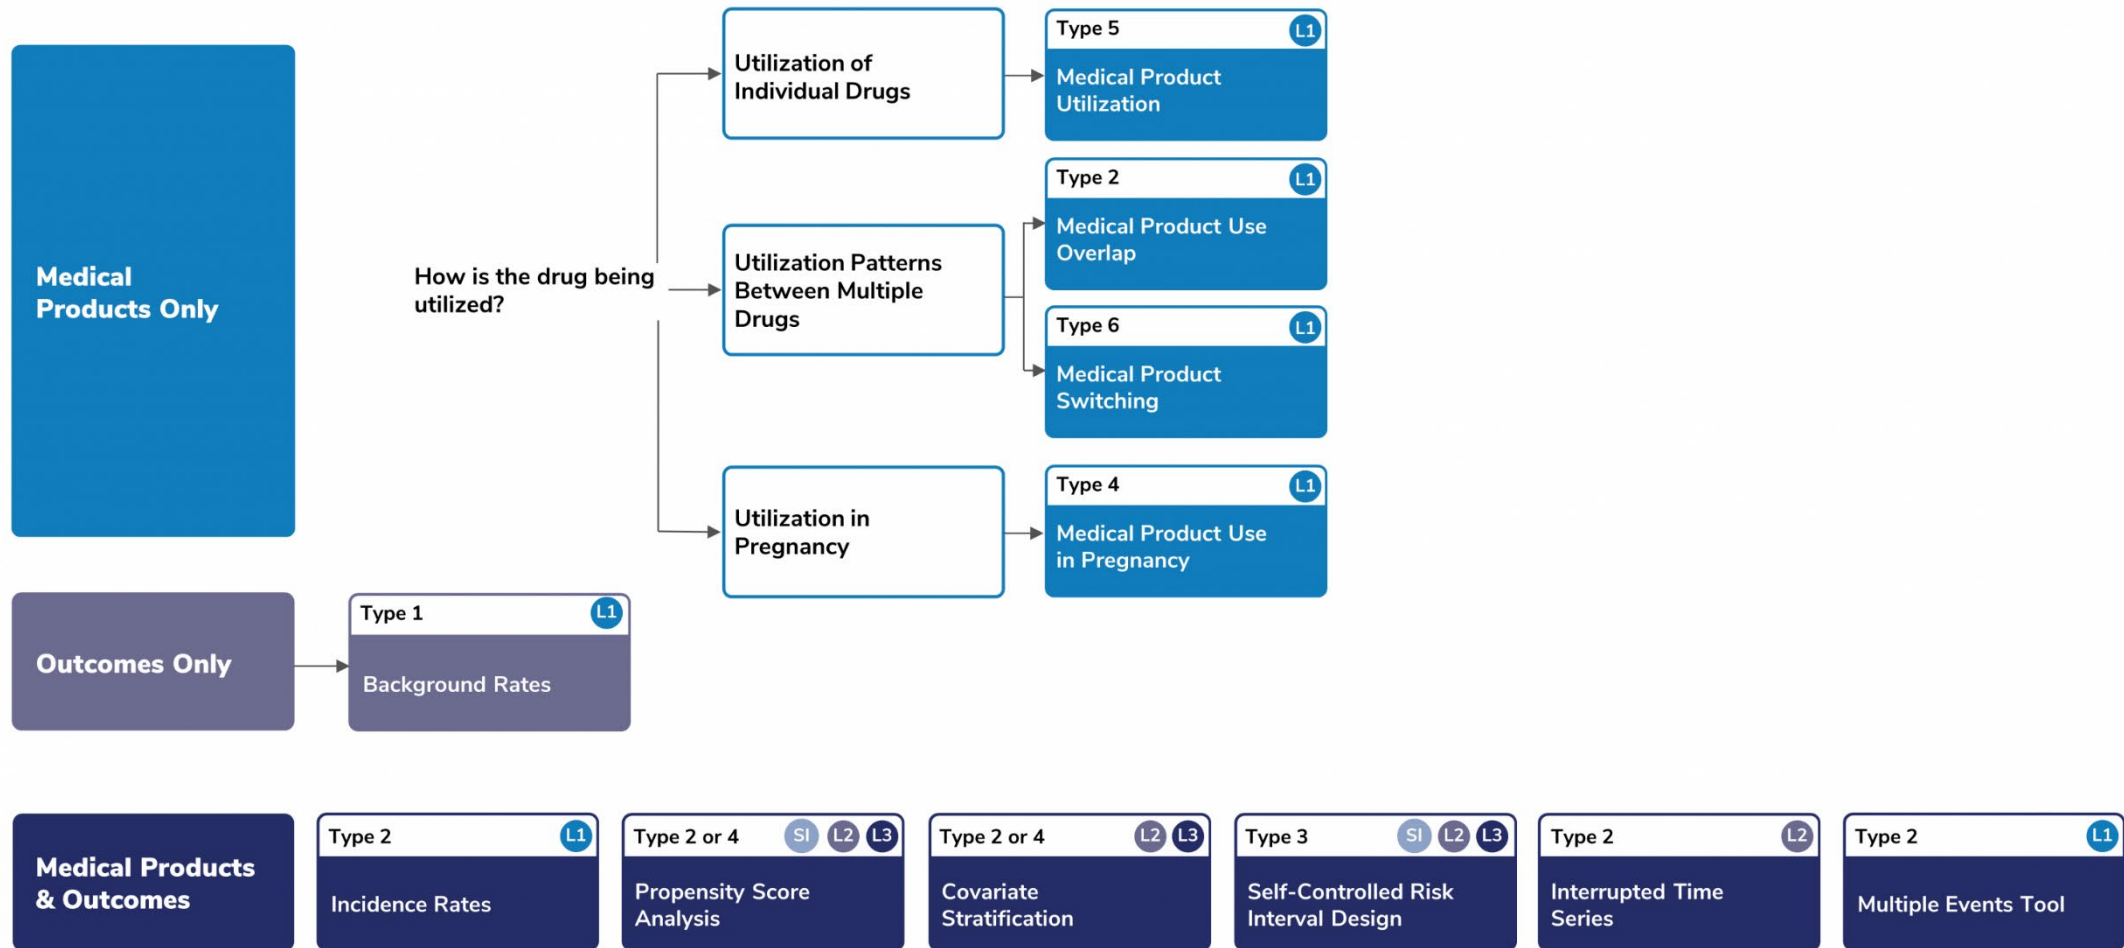 Medical
Products Only
How is the drug being
utilized?
Utilization of
Individual Drugs
Type 5 L1
Medical Product
Utilization
Utilization Patterns
Between Multiple
Drugs
Type 2 L1
Medical Product Use
Overlap
Type 6 L1
Medical Product
Switching
Utilization in
Pregnancy
Type 4 L1
Medical Product Use
in Pregnancy
Outcomes Only
Type 1 L1
Background Rates
Medical Products
& Outcomes
Type 2 L1
Incidence Rates
Type 2 or 4 SI L2 L3
Propensity Score
Analysis
Type 2 or 4 L2 L3
Covariate
Stratification
Type 3 SI L2 L3
Self-Controlled Risk
Interval Design
Type 2 L2
Interrupted Time
Series
Type 2 L1
Multiple Events Tool